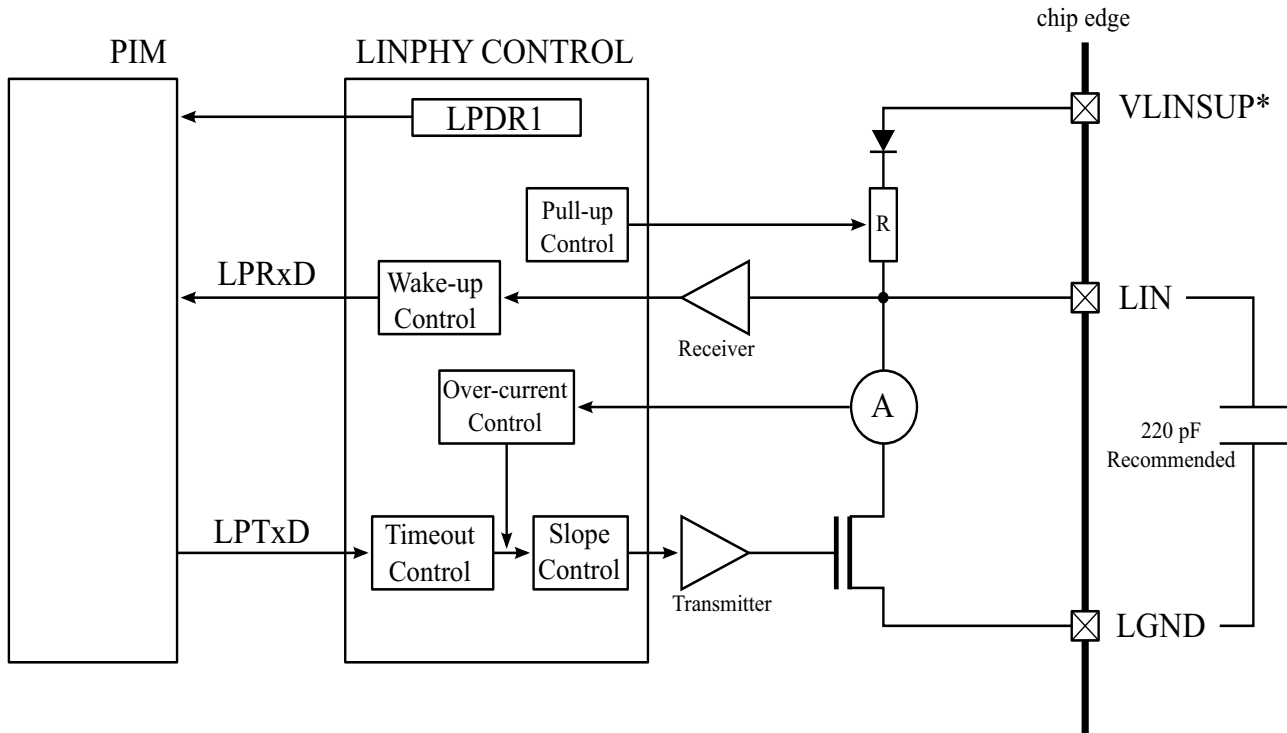 chip edge
PIM
LINPHY CONTROL
LPDR1
VLINSUP*
Pull-up
Control
R
LPRxD
Wake-up
Control
Receiver
LIN
Over-current
Control
A
220 pF
Recommended
LPTxD
Timeout
Control
Slope
Control
Transmitter
LGND